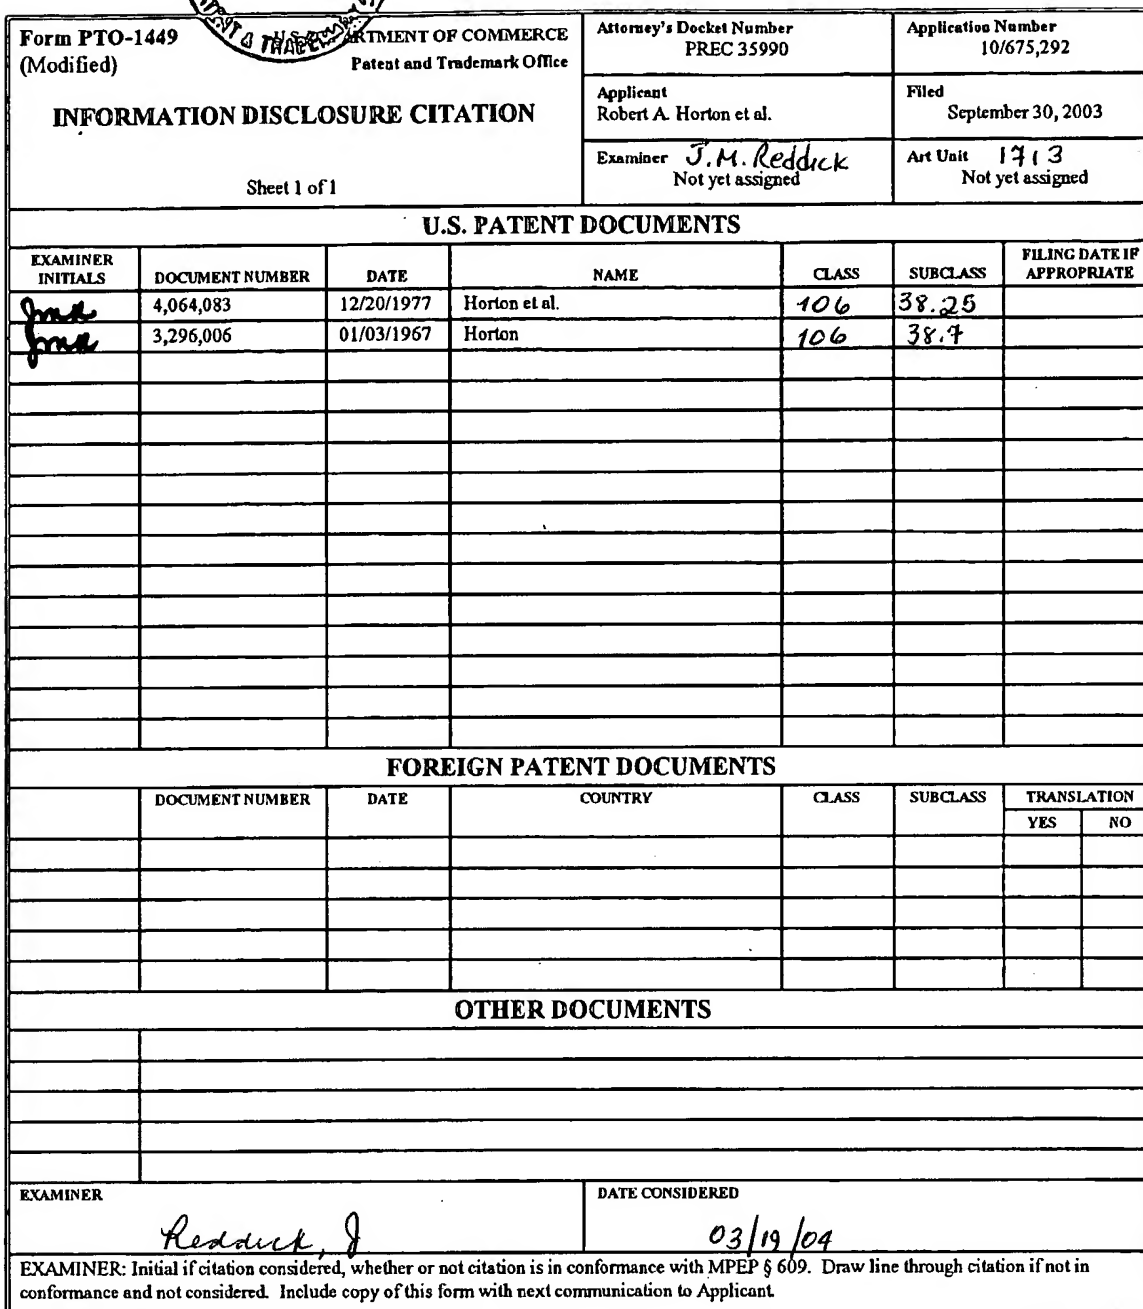 Form PTO-1449
(Modified)
ARTMENT OF COMMERCE
Patent and Trademark Office
INFORMATION DISCLOSURE CITATION
Sheet 1 of 1
Attorney's Docket Number
PREC 35990
Application Number
10/675,292
Applicant
Robert A. Horton et al.
Filed
September 30, 2003
Examiner J.M. Reddick
Not yet assigned
Art Unit 1713
Not yet assigned
U.S. PATENT DOCUMENTS
EXAMINER INITIALS DOCUMENT NUMBER DATE NAME CLASS SUBCLASS FILING DATE IF APPROPRIATE
4,064,083 12/20/1977 Horton et al. 106 38.25
3,296,006 01/03/1967 Horton 106 38.7
FOREIGN PATENT DOCUMENTS
DOCUMENT NUMBER DATE COUNTRY CLASS SUBCLASS TRANSLATION
YES NO
OTHER DOCUMENTS
EXAMINER
Reddick, J
DATE CONSIDERED
03/19/04
EXAMINER: Initial if citation considered, whether or not citation is in conformance with MPEP § 609. Draw line through citation if not in
conformance and not considered. Include copy of this form with next communication to Applicant.